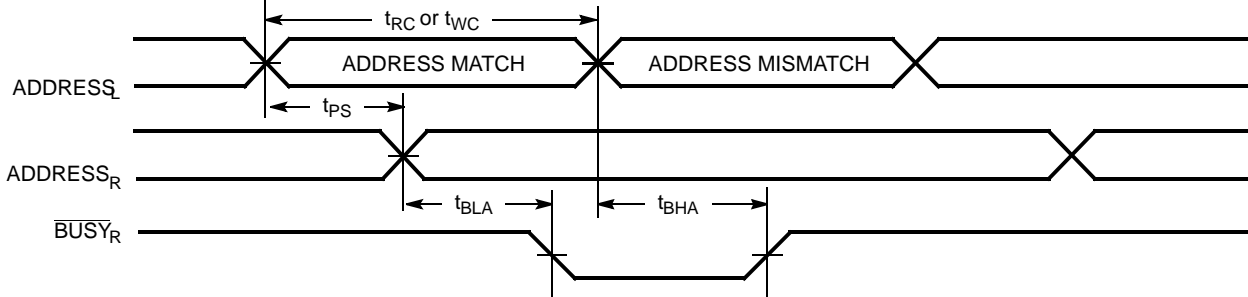 tRC or tWC
ADDRESS MATCH
ADDRESS MISMATCH
ADDRESSL
tPS
ADDRESSR
tBLA
tBHA
BUSYR